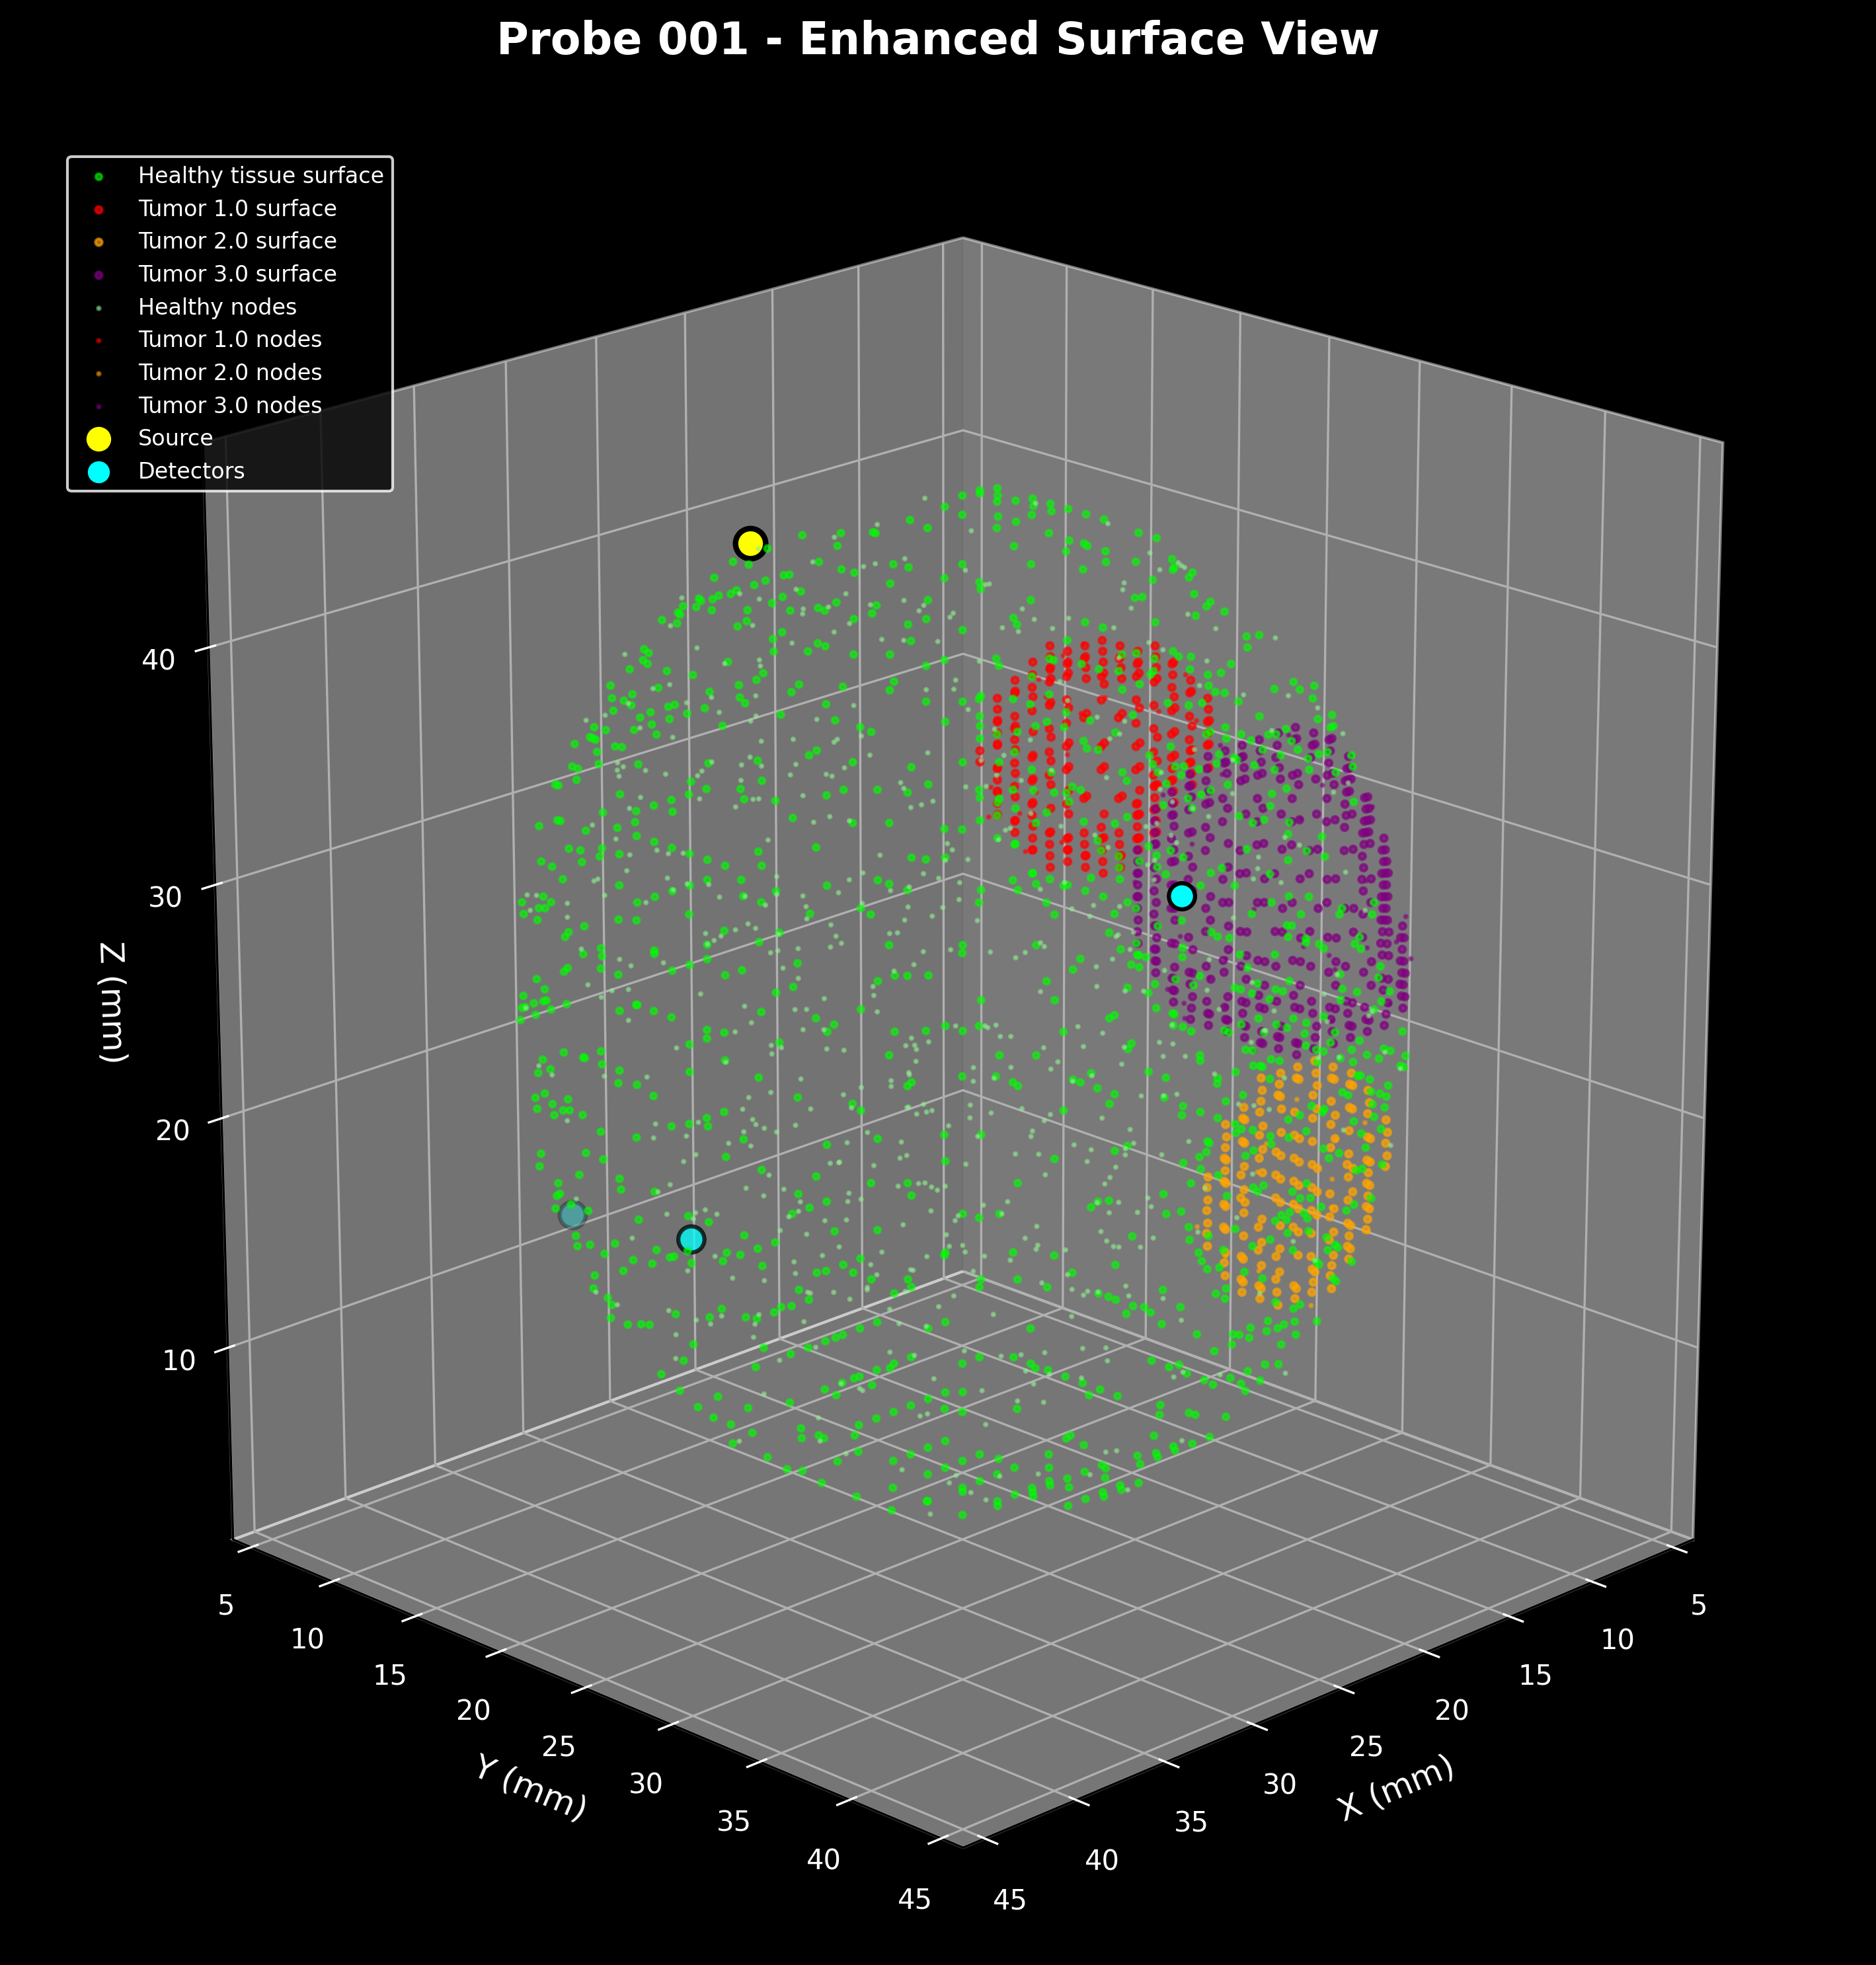 Probe 001 - Enhanced Surface View
Healthy tissue surface
Tumor 1.0 surface
Tumor 2.0 surface
Tumor 3.0 surface
Healthy nodes
Tumor 1.0 nodes
Tumor 2.0 nodes
Tumor 3.0 nodes
Source
Detectors
40
30
20
10
Z (mm)
5
10
15
20
25
30
35
40
45
Y (mm)
5
10
15
20
25
30
35
40
45
X (mm)